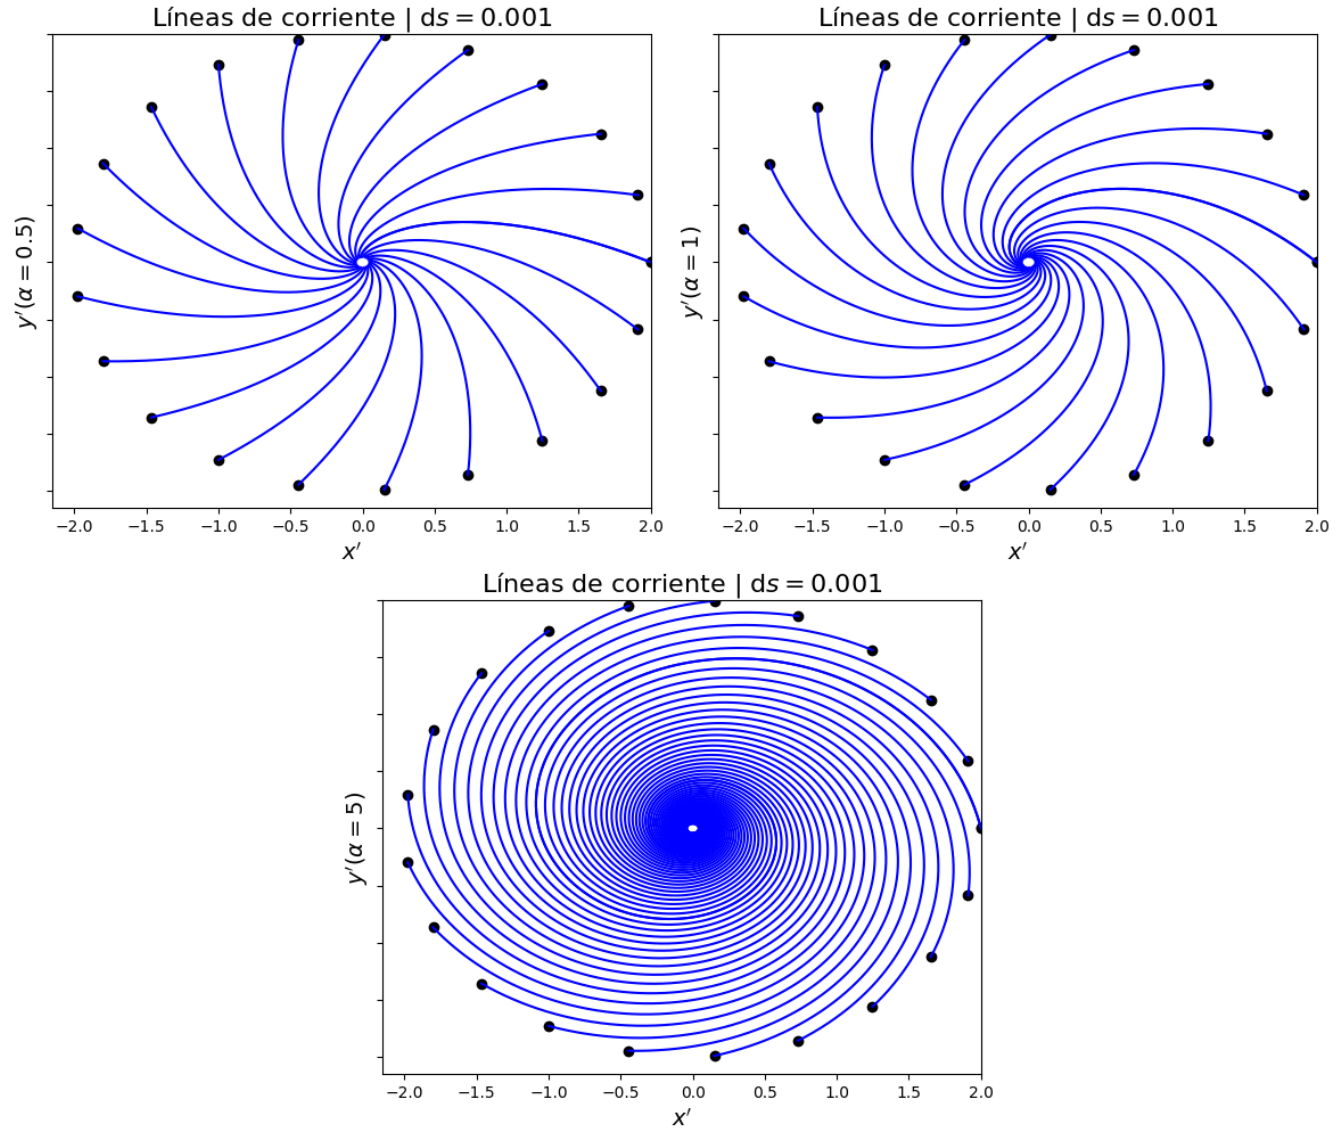 Líneas de corriente | ds = 0.001
y'(α = 0.5)
−2.0 −1.5 −1.0 −0.5 0.0 0.5 1.0 1.5 2.0
x'
Líneas de corriente | ds = 0.001
y'(α = 1)
−2.0 −1.5 −1.0 −0.5 0.0 0.5 1.0 1.5 2.0
x'
Líneas de corriente | ds = 0.001
y'(α = 5)
−2.0 −1.5 −1.0 −0.5 0.0 0.5 1.0 1.5 2.0
x'